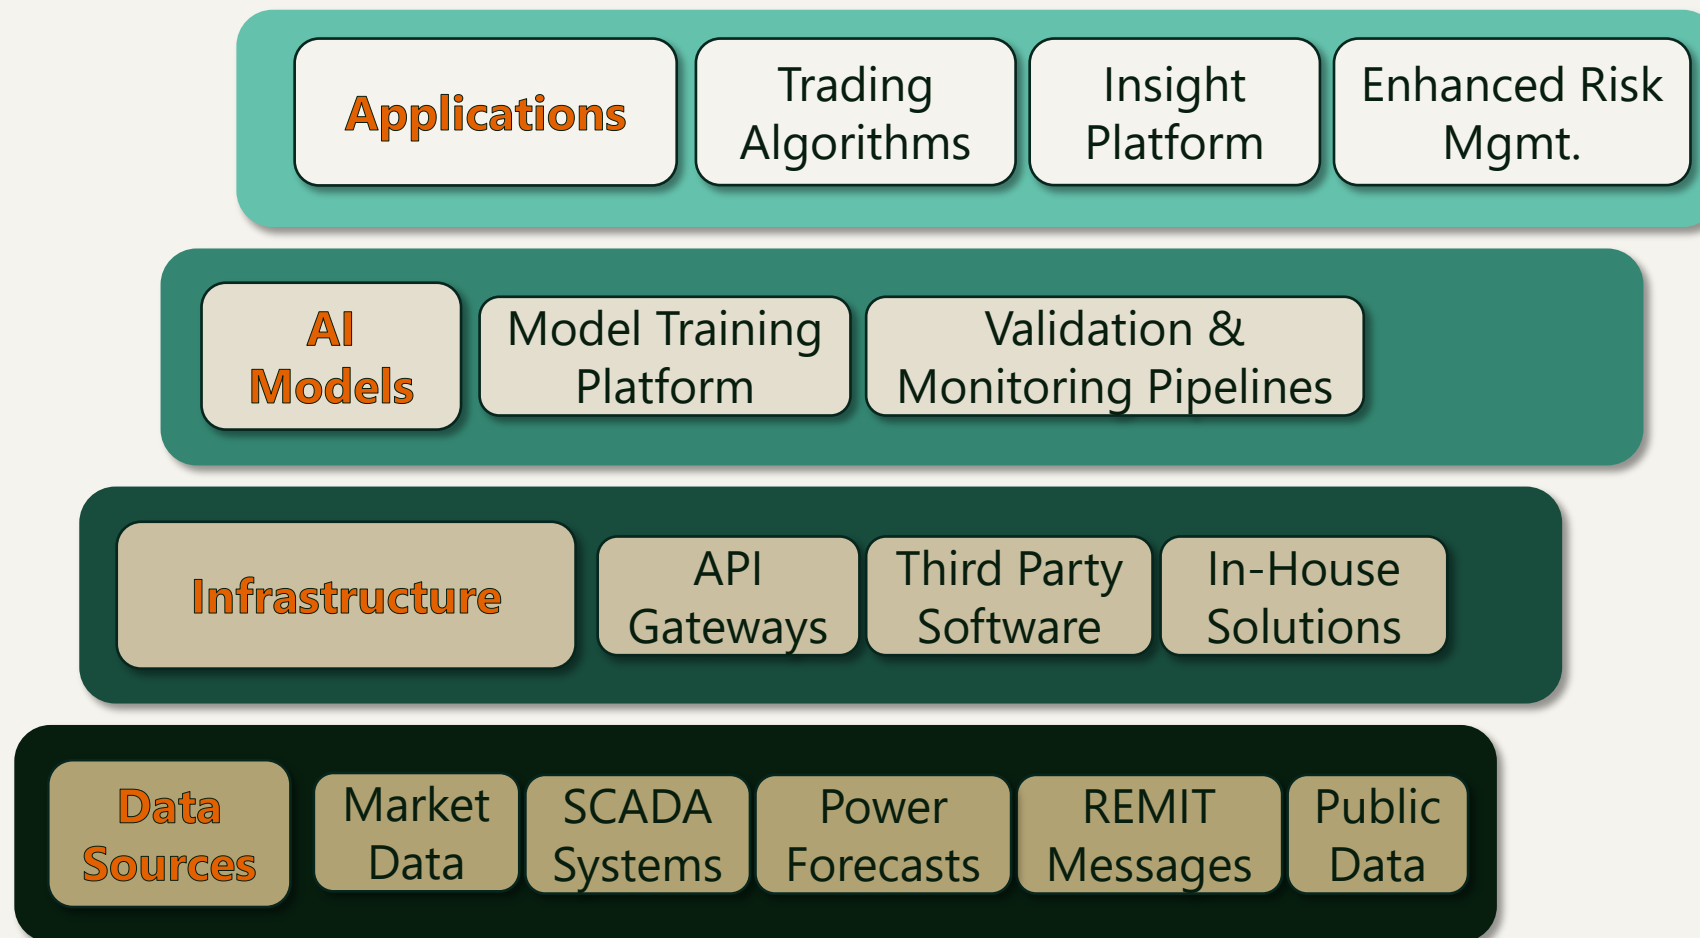 Applications
Trading
Algorithms
Insight
Platform
Enhanced Risk
Mgmt.
AI
Models
Model Training
Platform
Validation &
Monitoring Pipelines
Infrastructure
API
Gateways
Third Party
Software
In-House
Solutions
Data
Sources
Market
Data
SCADA
Systems
Power
Forecasts
REMIT
Messages
Public
Data